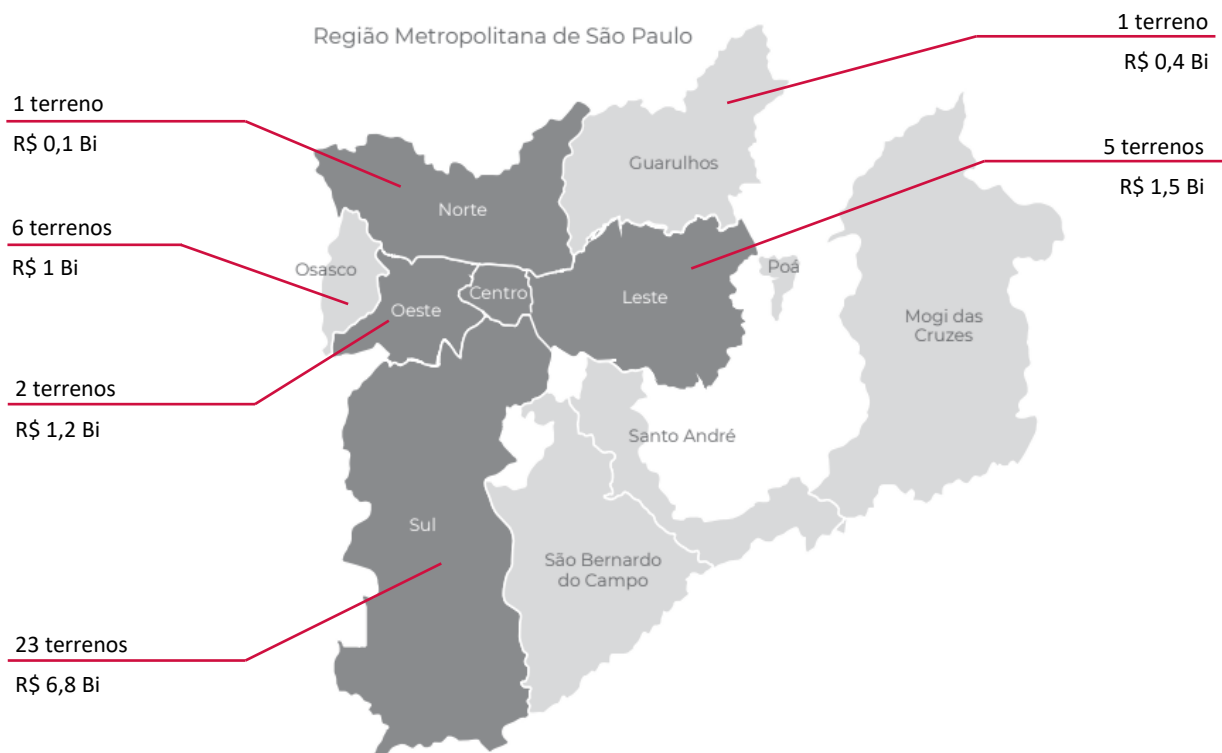 Região Metropolitana de São Paulo
1 terreno
R$ 0,4 Bi
1 terreno
R$ 0,1 Bi
5 terrenos
R$ 1,5 Bi
Guarulhos
Norte
6 terrenos
R$ 1 Bi
Osasco
Poá
Centro
Leste
Oeste
Mogi das
Cruzes
2 terrenos
R$ 1,2 Bi
Santo André
Sul
São Bernardo
do Campo
23 terrenos
R$ 6,8 Bi